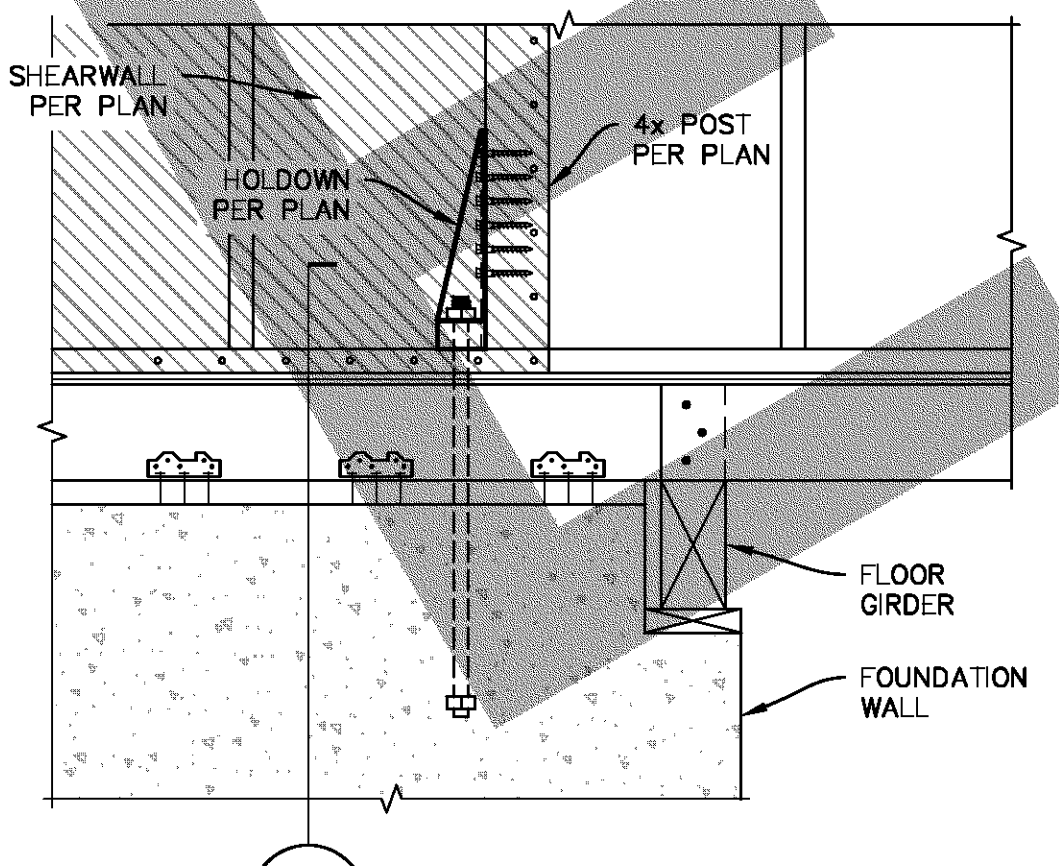 SHEARWALL
PER PLAN
4x POST
PER PLAN
HOLDOWN
PER PLAN
FLOOR
GIRDER
FOUNDATION
WALL